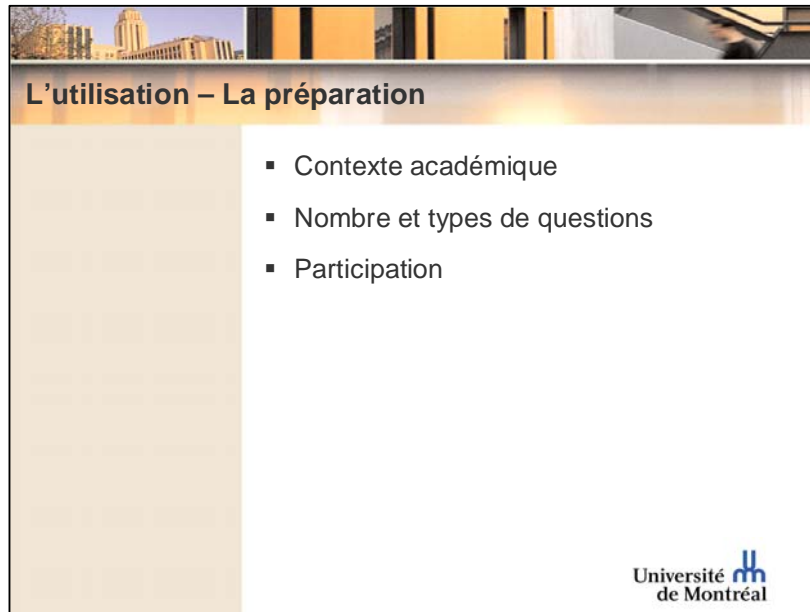 L’utilisation – La préparation
▪ Contexte académique
▪ Nombre et types de questions
▪ Participation
Université
de Montréal